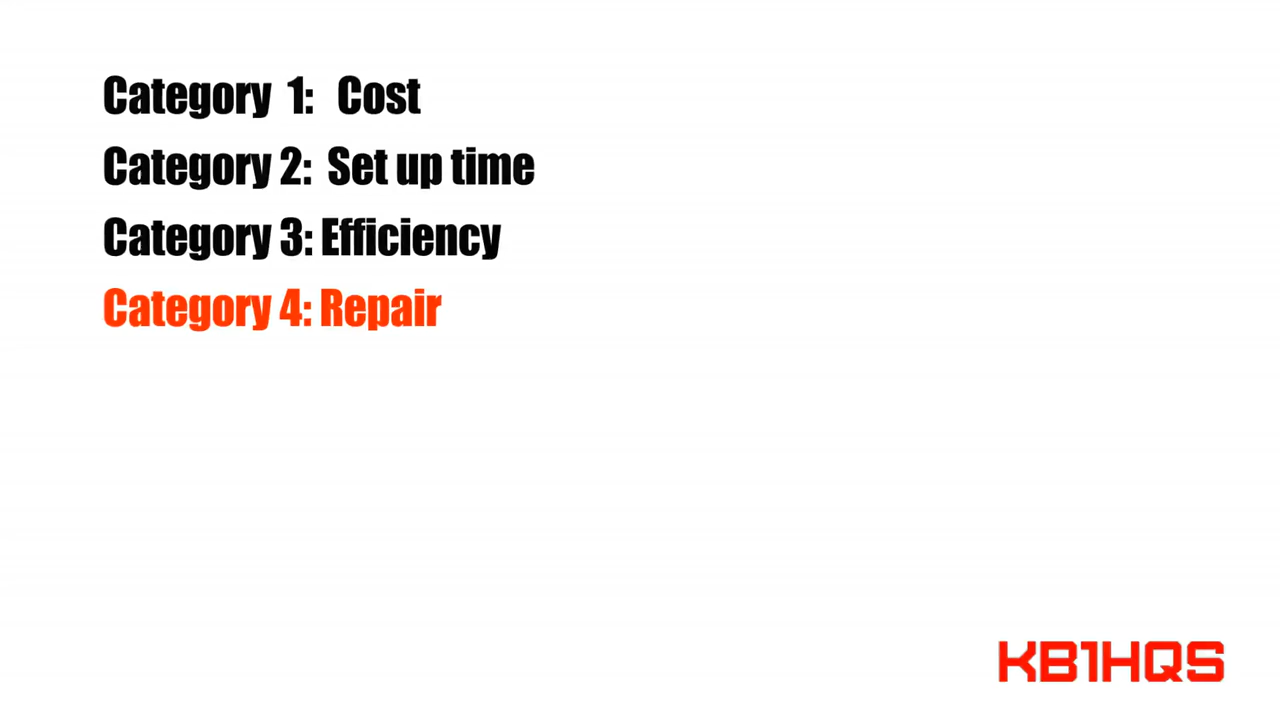 Category 1: Cost
Category 2: Set up time
Category 3: Efficiency
Category 4: Repair
KB1HQS